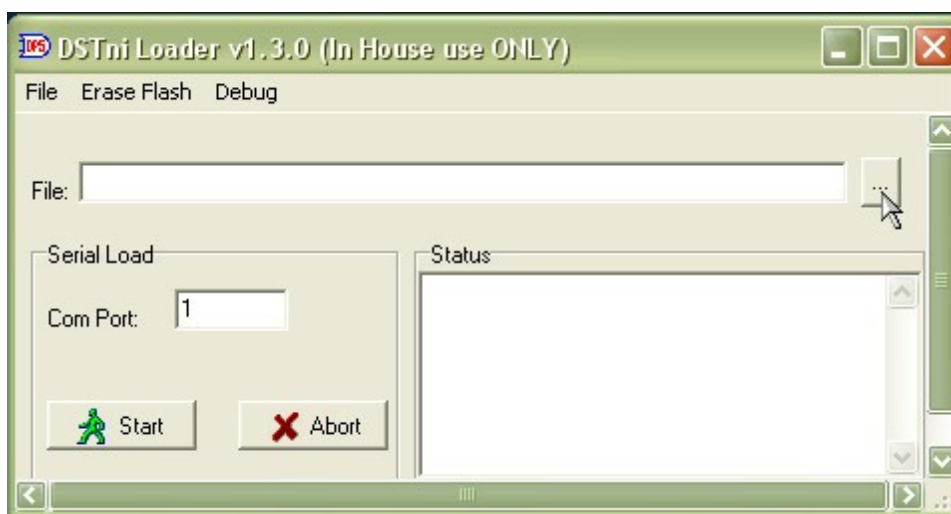 DSTni Loader v1.3.0 (In House use ONLY)
File Erase Flash Debug
File: ...
Serial Load
Com Port: 1
Start Abort
Status